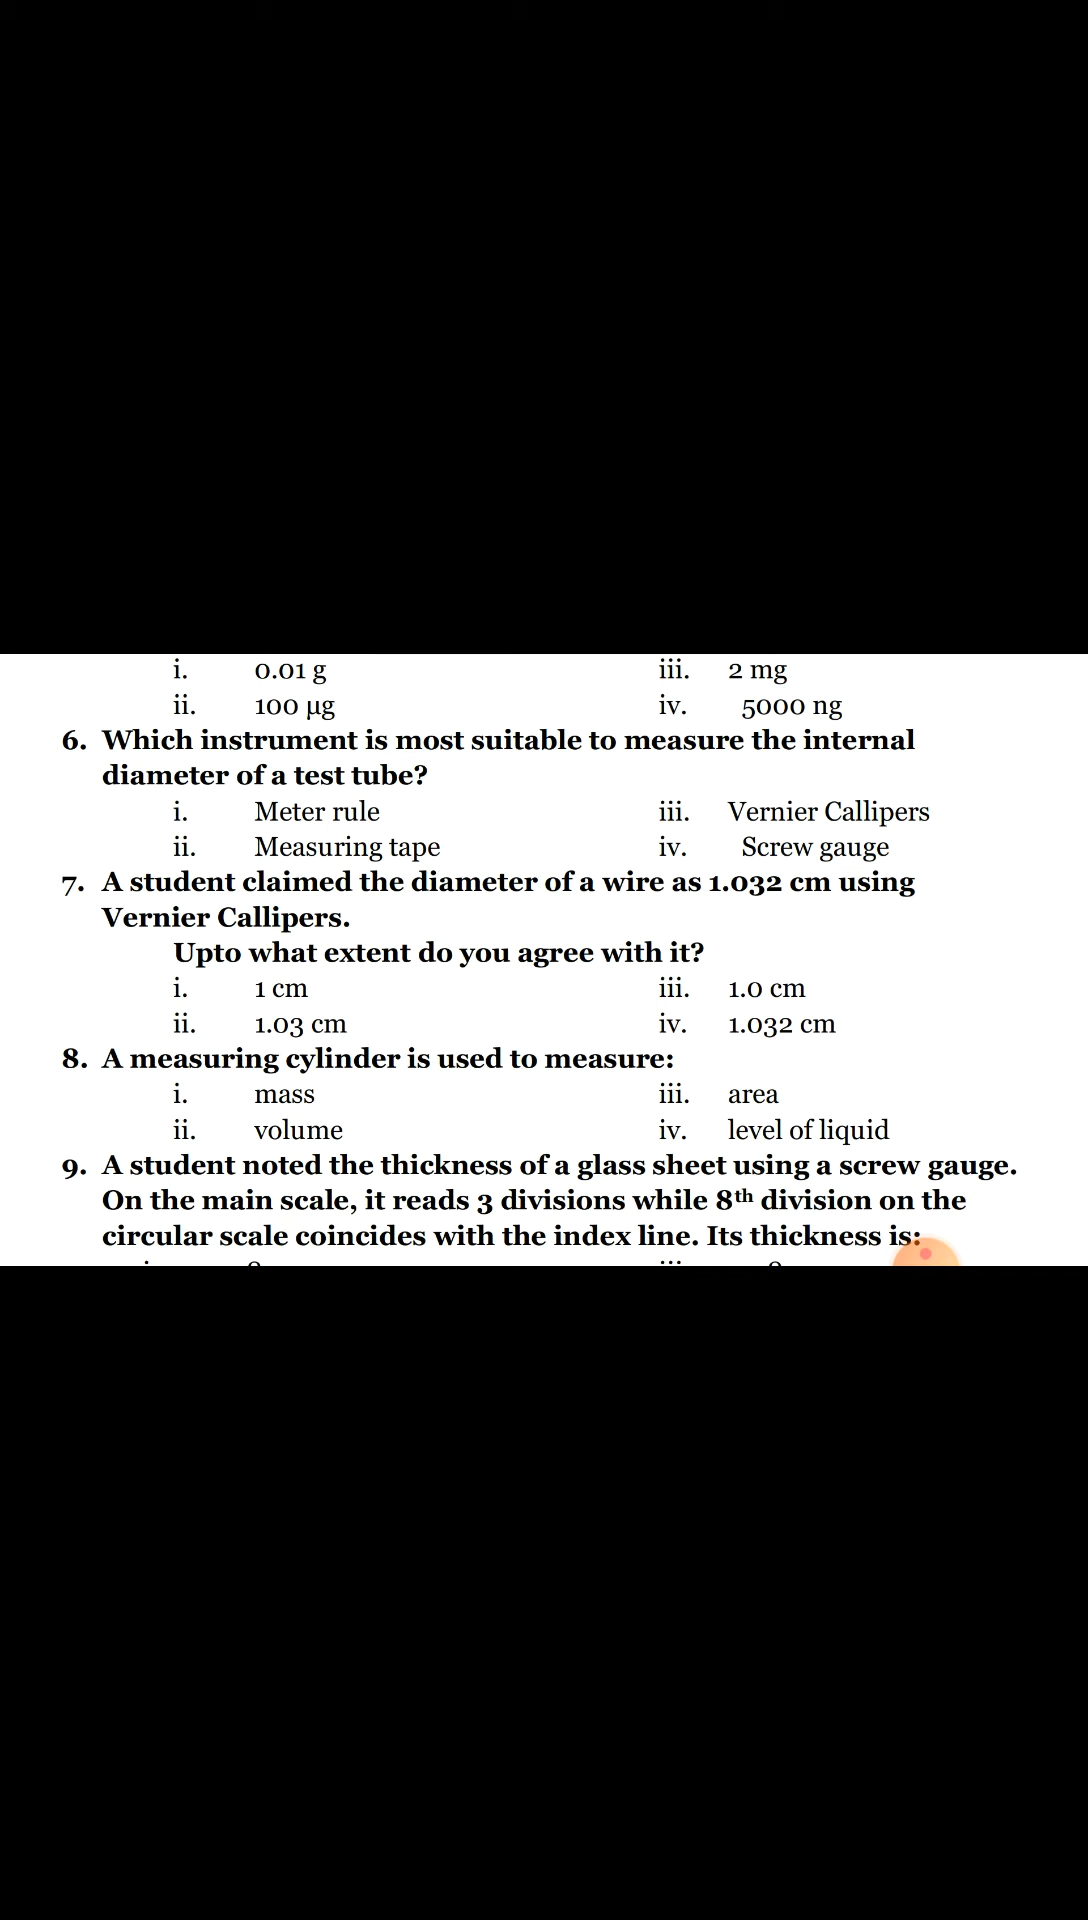 i. 0.01 g iii. 2 mg
ii. 100 µg iv. 5000 ng
6. Which instrument is most suitable to measure the internal
diameter of a test tube?
i. Meter rule iii. Vernier Callipers
ii. Measuring tape iv. Screw gauge
7. A student claimed the diameter of a wire as 1.032 cm using
Vernier Callipers.
Upto what extent do you agree with it?
i. 1 cm iii. 1.0 cm
ii. 1.03 cm iv. 1.032 cm
8. A measuring cylinder is used to measure:
i. mass iii. area
ii. volume iv. level of liquid
9. A student noted the thickness of a glass sheet using a screw gauge.
On the main scale, it reads 3 divisions while 8th division on the
circular scale coincides with the index line. Its thickness is: